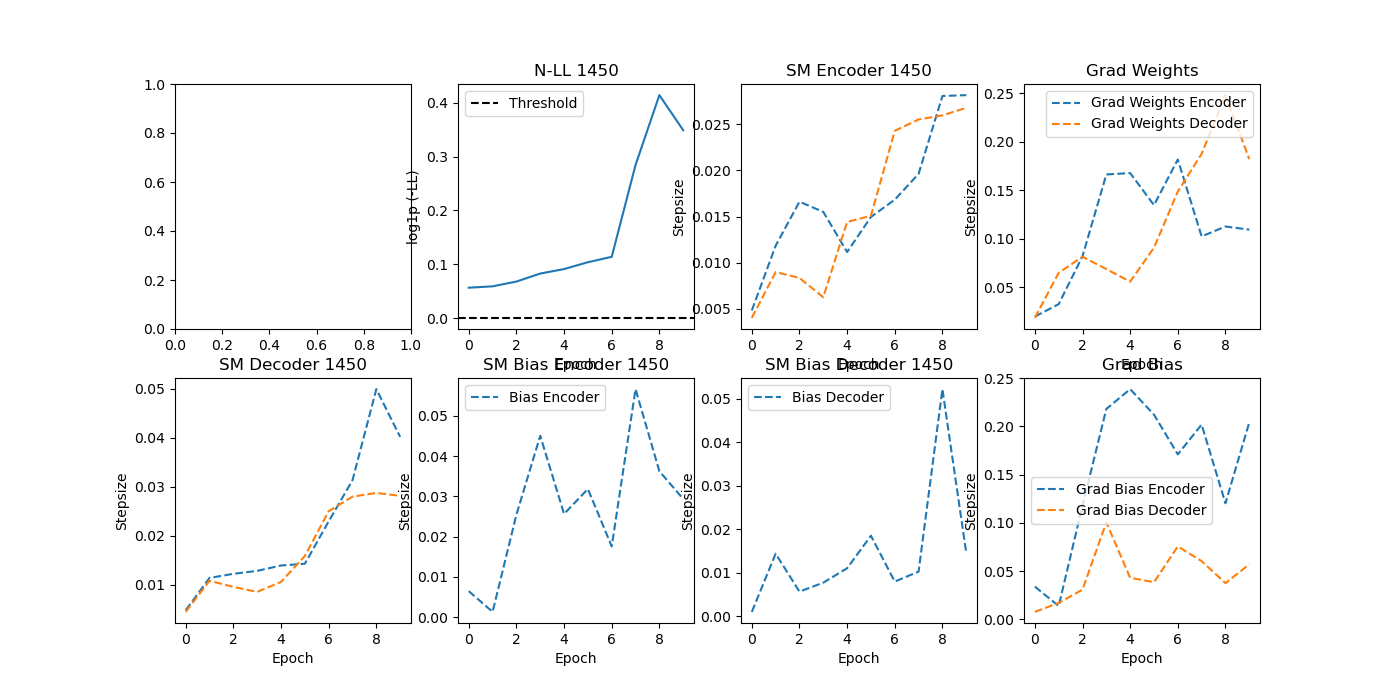 1.0
0.8
0.6
0.4
0.2
0.0
0.0 0.2 0.4 0.6 0.8 1.0
N-LL 1450
Threshold
log1p (-LL)
0.4
0.3
0.2
0.1
0.0
0 2 4 6 8
Epoch
SM Encoder 1450
Stepsize
0.025
0.020
0.015
0.010
0.005
0 2 4 6 8
Epoch
Grad Weights
Grad Weights Encoder
Grad Weights Decoder
Stepsize
0.25
0.20
0.15
0.10
0.05
0 2 4 6 8
Epoch
SM Decoder 1450
Stepsize
0.05
0.04
0.03
0.02
0.01
0 2 4 6 8
Epoch
SM Bias Encoder 1450
Bias Encoder
Stepsize
0.05
0.04
0.03
0.02
0.01
0.00
0 2 4 6 8
Epoch
SM Bias Decoder 1450
Bias Decoder
Stepsize
0.05
0.04
0.03
0.02
0.01
0.00
0 2 4 6 8
Epoch
Grad Bias
Grad Bias Encoder
Grad Bias Decoder
Stepsize
0.25
0.20
0.15
0.10
0.05
0.00
0 2 4 6 8
Epoch